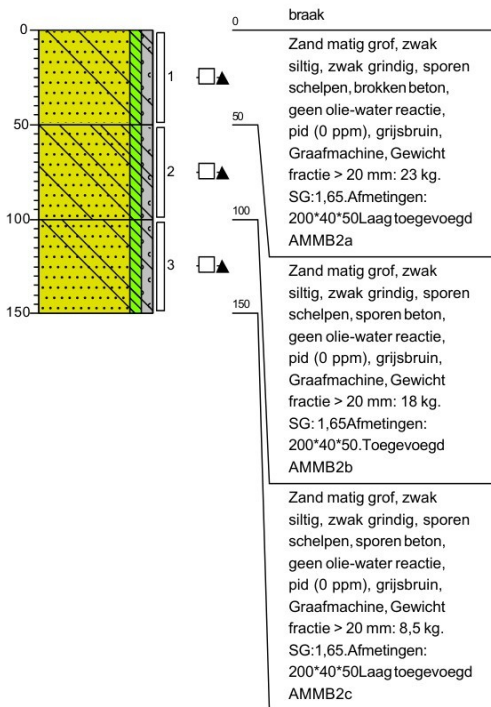 0
50
100
150
1
2
3
0
braak
Zand matig grof, zwak
siltig, zwak grindig, sporen
schelpen, brokken beton,
geen olie-water reactie,
pid (0 ppm), grijsbruin,
Graafmachine, Gewicht
fractie > 20 mm: 23 kg.
SG:1,65.Afmetingen:
200*40*50Laag toegevoegd
AMMB2a
50
Zand matig grof, zwak
siltig, zwak grindig, sporen
schelpen, sporen beton,
geen olie-water reactie,
pid (0 ppm), grijsbruin,
Graafmachine, Gewicht
fractie > 20 mm: 18 kg.
SG: 1,65Afmetingen:
200*40*50.Toegevoegd
AMMB2b
100
Zand matig grof, zwak
siltig, zwak grindig, sporen
schelpen, sporen beton,
geen olie-water reactie,
pid (0 ppm), grijsbruin,
Graafmachine, Gewicht
fractie > 20 mm: 8,5 kg.
SG:1,65.Afmetingen:
200*40*50Laag toegevoegd
AMMB2c
150